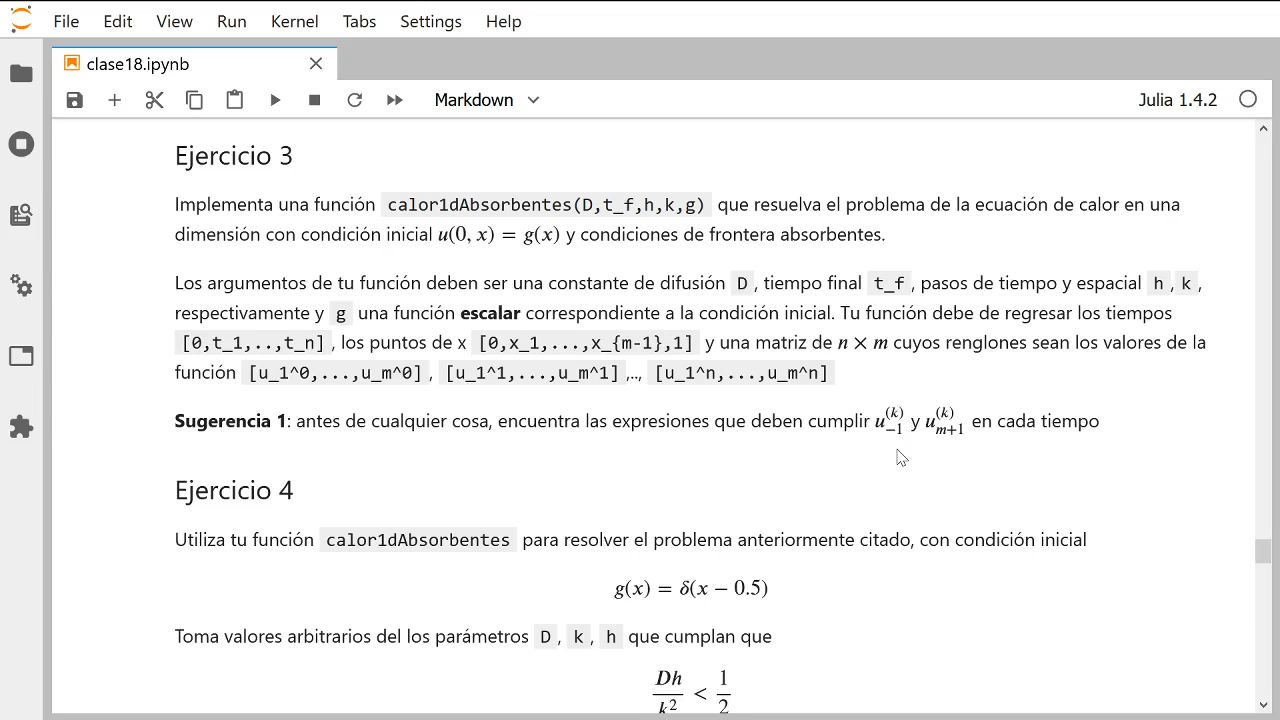 File Edit View Run Kernel Tabs Settings Help
clase18.ipynb
Markdown
Julia 1.4.2
Ejercicio 3
Implementa una función calor1dAbsorbentes(D,t_f,h,k,g) que resuelva el problema de la ecuación de calor en una
dimensión con condición inicial u(0, x) = g(x) y condiciones de frontera absorbentes.
Los argumentos de tu función deben ser una constante de difusión D , tiempo final t_f , pasos de tiempo y espacial h , k ,
respectivamente y g una función escalar correspondiente a la condición inicial. Tu función debe de regresar los tiempos
[0,t_1,..,t_n] , los puntos de x [0,x_1,...,x_{m-1},1] y una matriz de n × m cuyos renglones sean los valores de la
función [u_1^0,...,u_m^0] , [u_1^1,...,u_m^1] ,.., [u_1^n,...,u_m^n]
Sugerencia 1: antes de cualquier cosa, encuentra las expresiones que deben cumplir u_{-1}^{(k)} y u_{m+1}^{(k)} en cada tiempo
Ejercicio 4
Utiliza tu función calor1dAbsorbentes para resolver el problema anteriormente citado, con condición inicial
g(x) = δ(x − 0.5)
Toma valores arbitrarios del los parámetros D , k , h que cumplan que
Dh/k² < 1/2